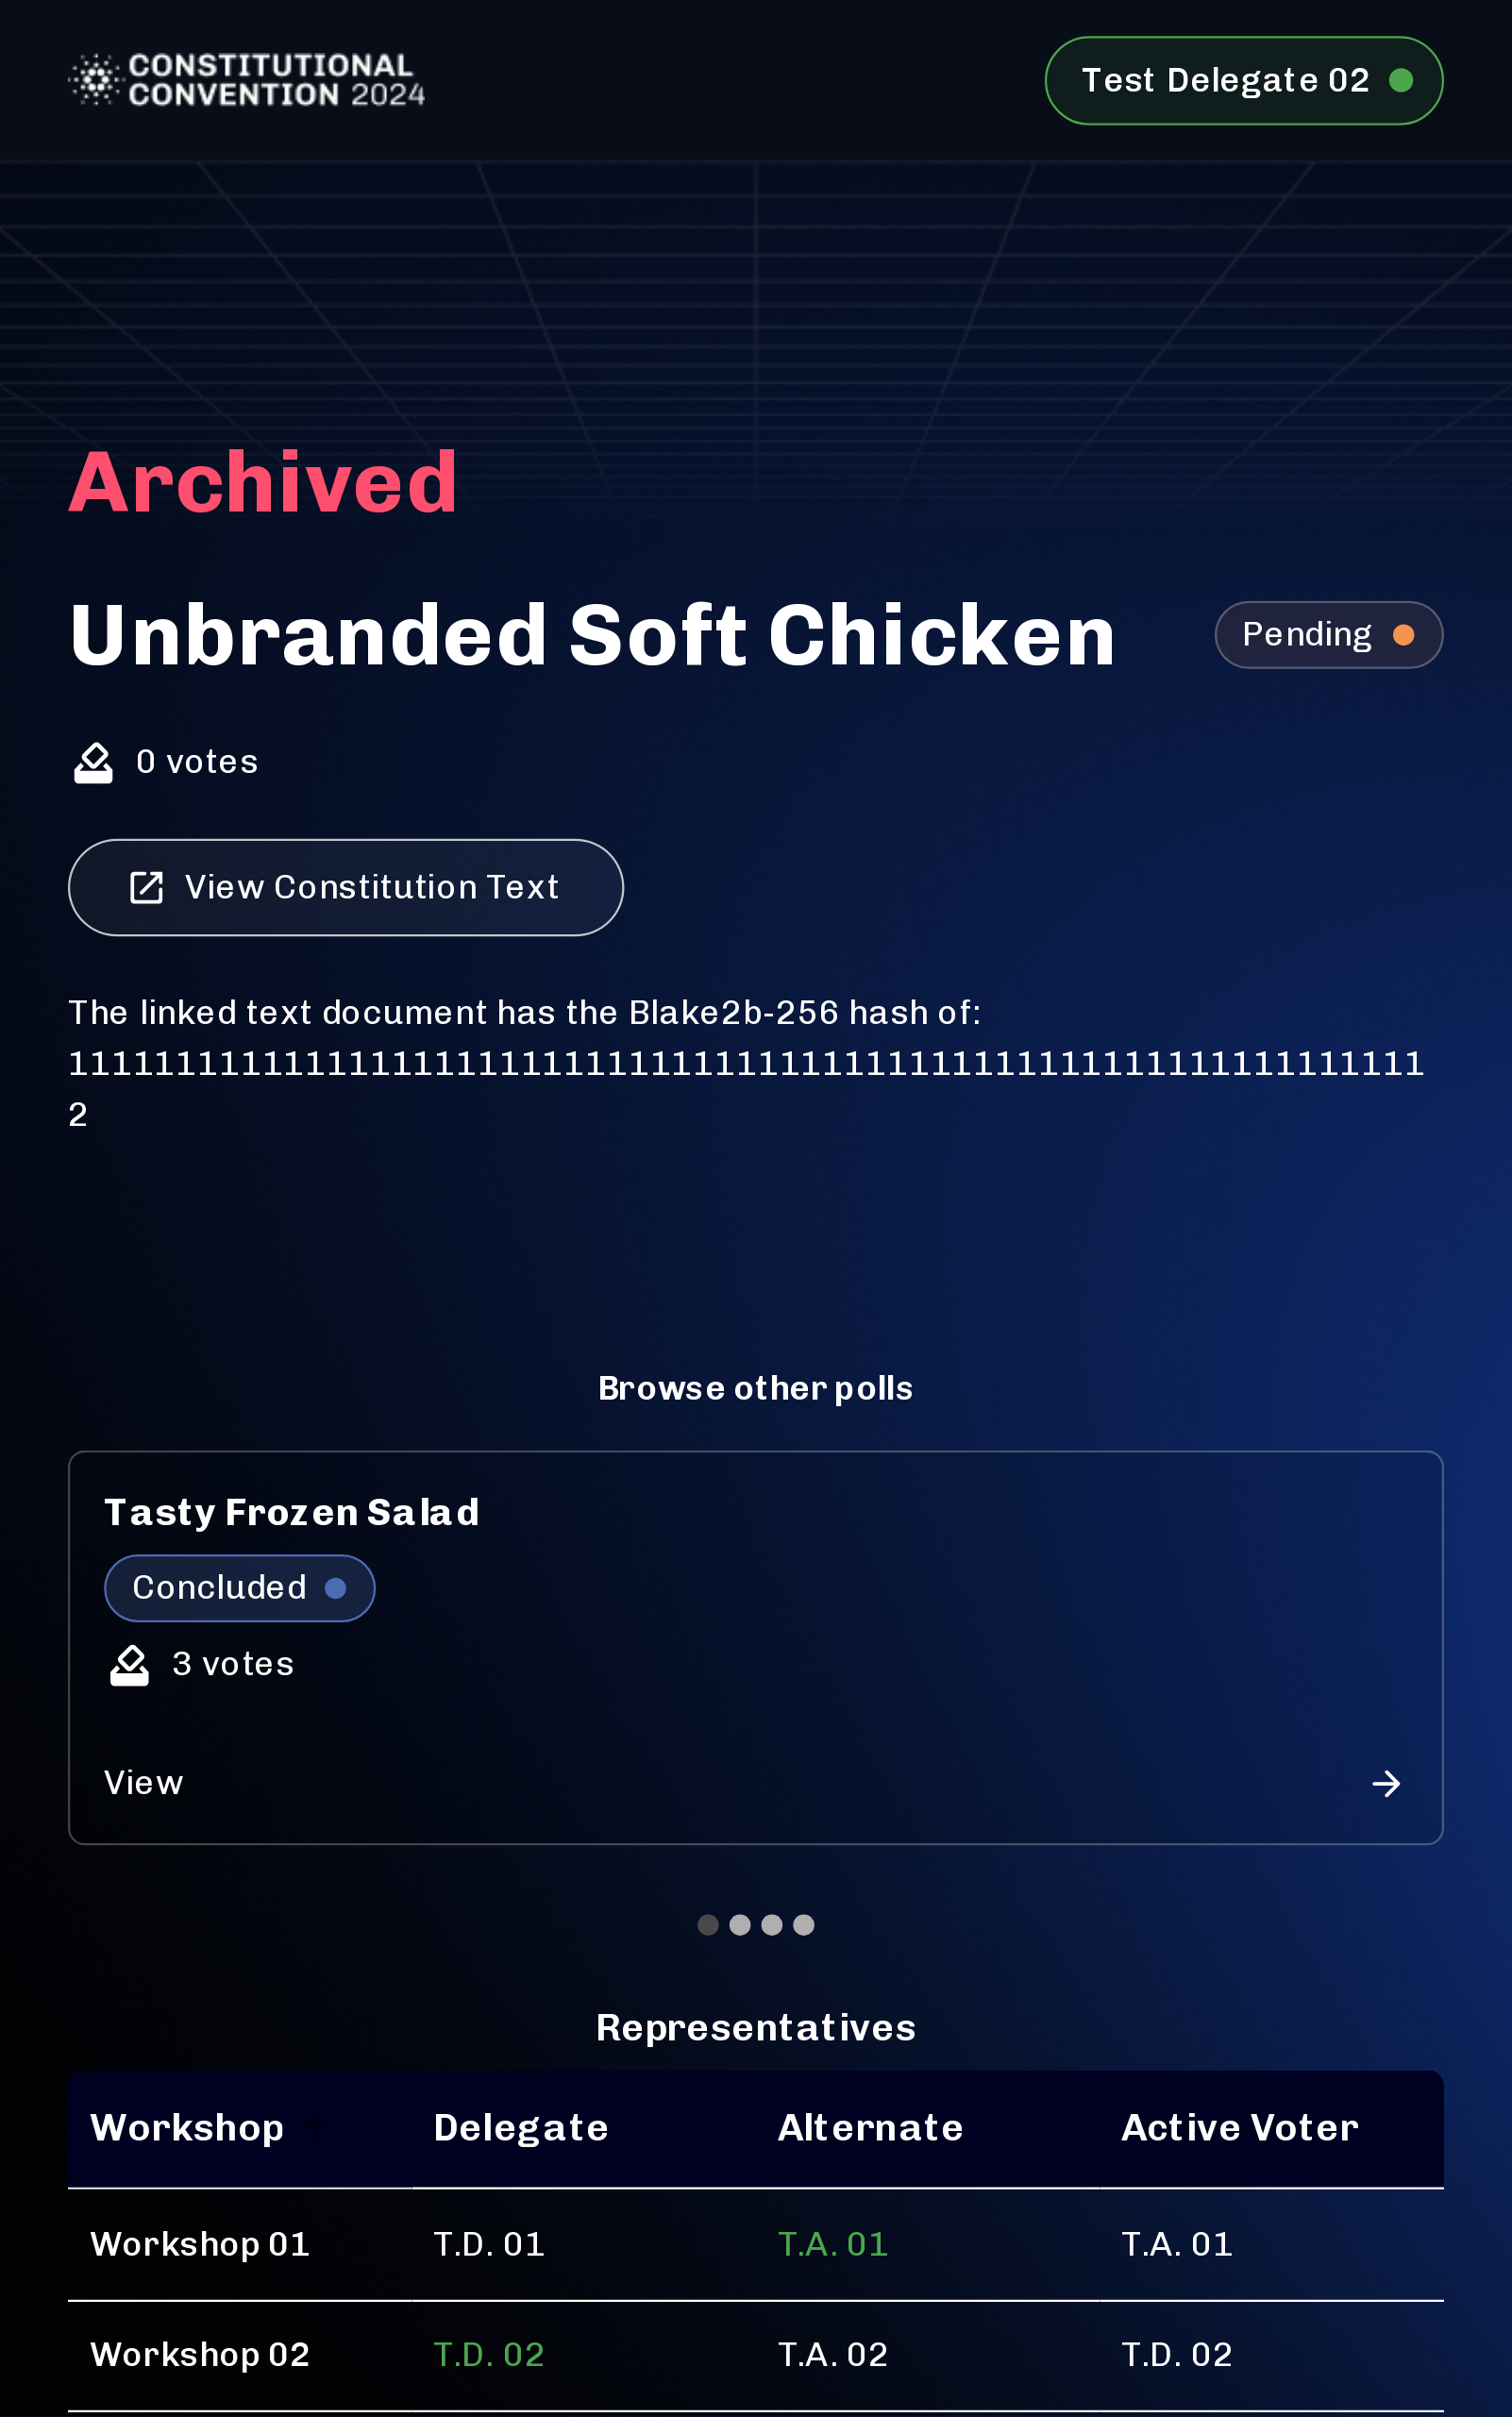 CONSTITUTIONAL
CONVENTION 2024
Test Delegate 02
Archived
Unbranded Soft Chicken
Pending
0 votes
View Constitution Text
The linked text document has the Blake2b-256 hash of:
111111111111111111111111111111111111111111111111111111111111111
2
Browse other polls
Tasty Frozen Salad
Concluded
3 votes
View
Representatives
Workshop Delegate Alternate Active Voter
Workshop 01 T.D. 01 T.A. 01 T.A. 01
Workshop 02 T.D. 02 T.A. 02 T.D. 02